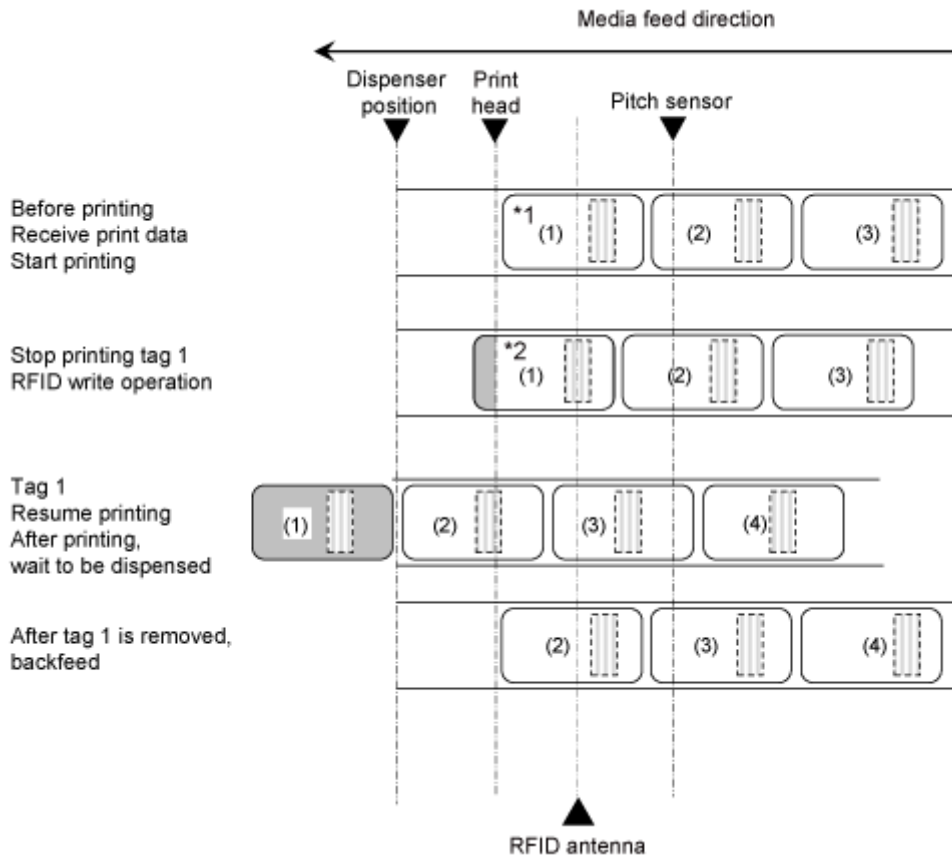 Media feed direction
Dispenser
position
Print
head
Pitch sensor
Before printing
Receive print data
Start printing
*1
(1)
(2)
(3)
Stop printing tag 1
RFID write operation
*2
(1)
(2)
(3)
Tag 1
Resume printing
After printing,
wait to be dispensed
(1)
(2)
(3)
(4)
After tag 1 is removed,
backfeed
(2)
(3)
(4)
RFID antenna